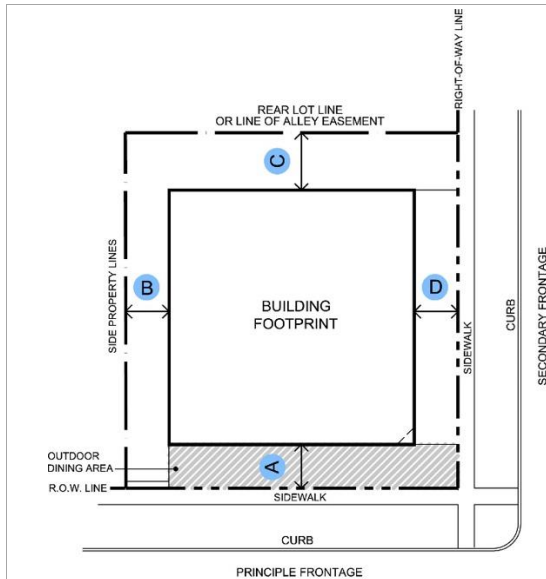 RIGHT-OF-WAY LINE
REAR LOT LINE
OR LINE OF ALLEY EASEMENT
C
SIDE PROPERTY LINES
B
BUILDING
FOOTPRINT
D
SIDEWALK
CURB
SECONDARY FRONTAGE
OUTDOOR
DINING AREA
A
R.O.W. LINE
SIDEWALK
CURB
PRINCIPLE FRONTAGE